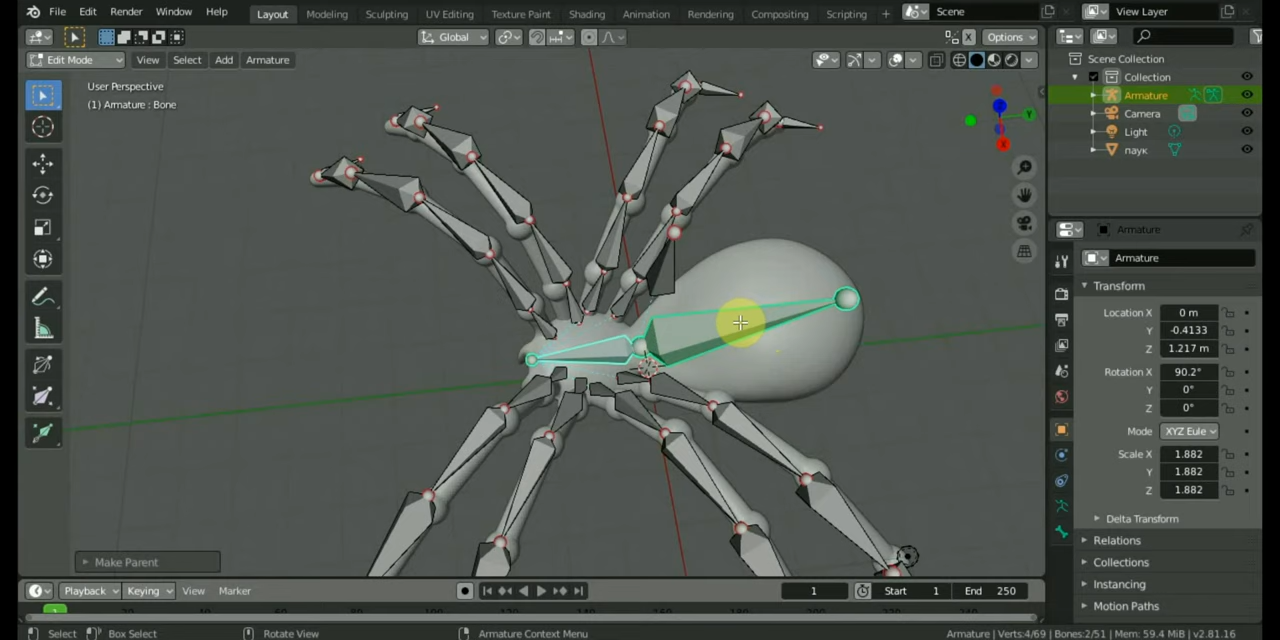 File Edit Render Window Help Layout Modeling Sculpting UV Editing Texture Paint Shading Animation Rendering Compositing Scripting + Scene View Layer
Global Options
Edit Mode View Select Add Armature
User Perspective
(1) Armature : Bone
Scene Collection
Collection
Armature
Camera
Light
паук
Armature
Armature
Transform
Location X 0 m
Y -0.4133
Z 1.217 m
Rotation X 90.2°
Y 0°
Z 0°
Mode XYZ Eule
Scale X 1.882
Y 1.882
Z 1.882
Delta Transform
Relations
Collections
Instancing
Motion Paths
X
Y
Make Parent
Playback Keying View Marker 1 Start 1 End 250
1
Select Box Select Rotate View Armature Context Menu Armature | Verts:4/69 | Bones:2/51 | Mem: 59.4 MiB | v2.81.16